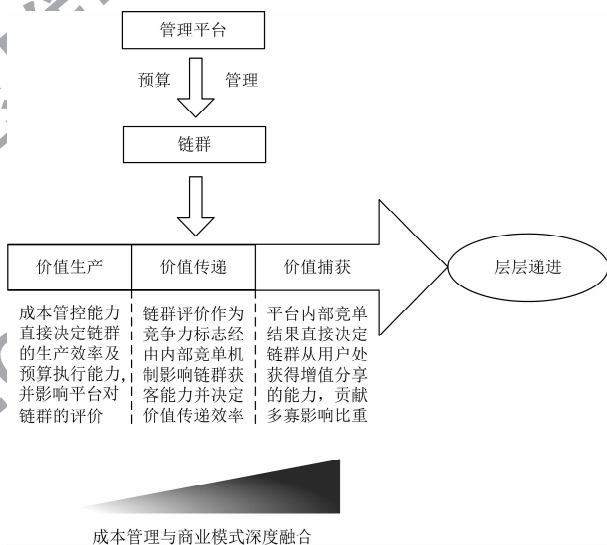 管理平台
预算 管理
链群
价值生产
价值传递
价值捕获
层层递进
成本管控能力
直接决定链群
的生产效率及
预算执行能力,
并影响平台对
链群的评价
链群评价作为
竞争力标志经
由内部竞单机
制影响链群获
客能力并决定
价值传递效率
平台内部竞单
结果直接决定
链群从用户处
获得增值分享
的能力，贡献
多寡影响比重
成本管理与商业模式深度融合